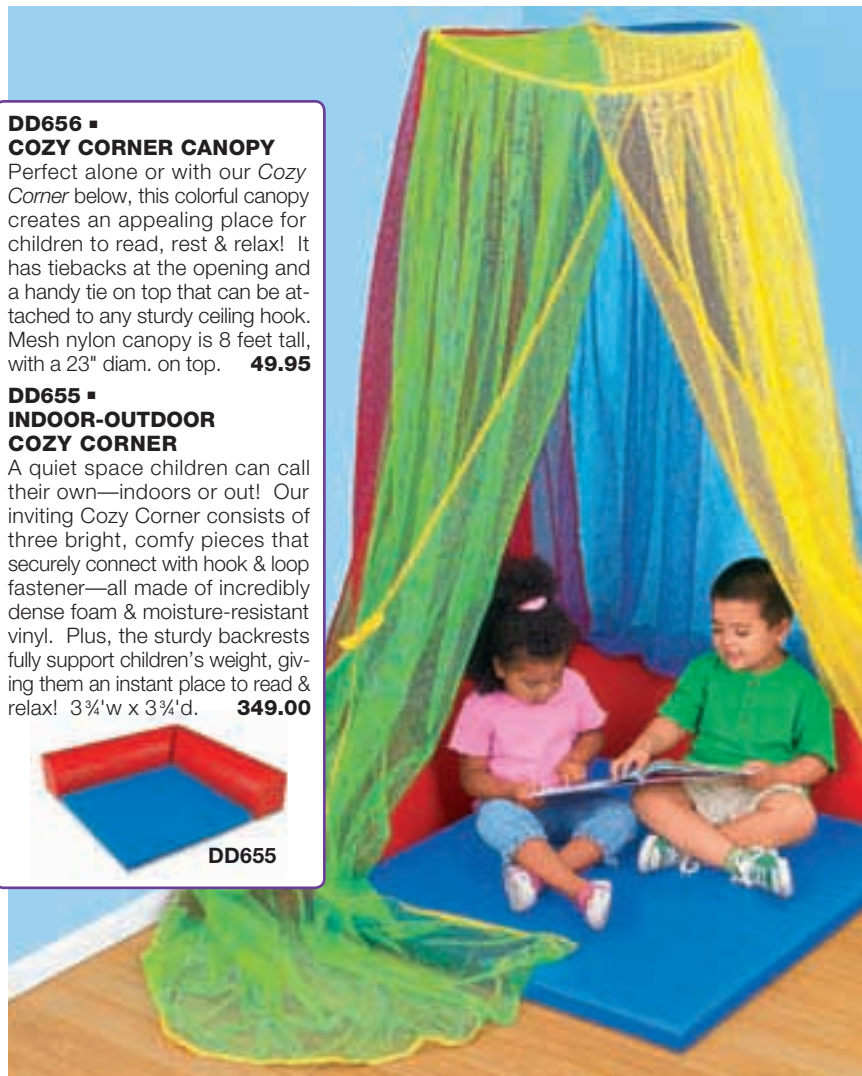 DD656 ▪
COZY CORNER CANOPY
Perfect alone or with our Cozy
Corner below, this colorful canopy
creates an appealing place for
children to read, rest & relax! It
has tiebacks at the opening and
a handy tie on top that can be at-
tached to any sturdy ceiling hook.
Mesh nylon canopy is 8 feet tall,
with a 23" diam. on top. 49.95
DD655 ▪
INDOOR-OUTDOOR
COZY CORNER
A quiet space children can call
their own—indoors or out! Our
inviting Cozy Corner consists of
three bright, comfy pieces that
securely connect with hook & loop
fastener—all made of incredibly
dense foam & moisture-resistant
vinyl. Plus, the sturdy backrests
fully support children's weight, giv-
ing them an instant place to read &
relax! 3¾'w x 3¾'d. 349.00
DD655